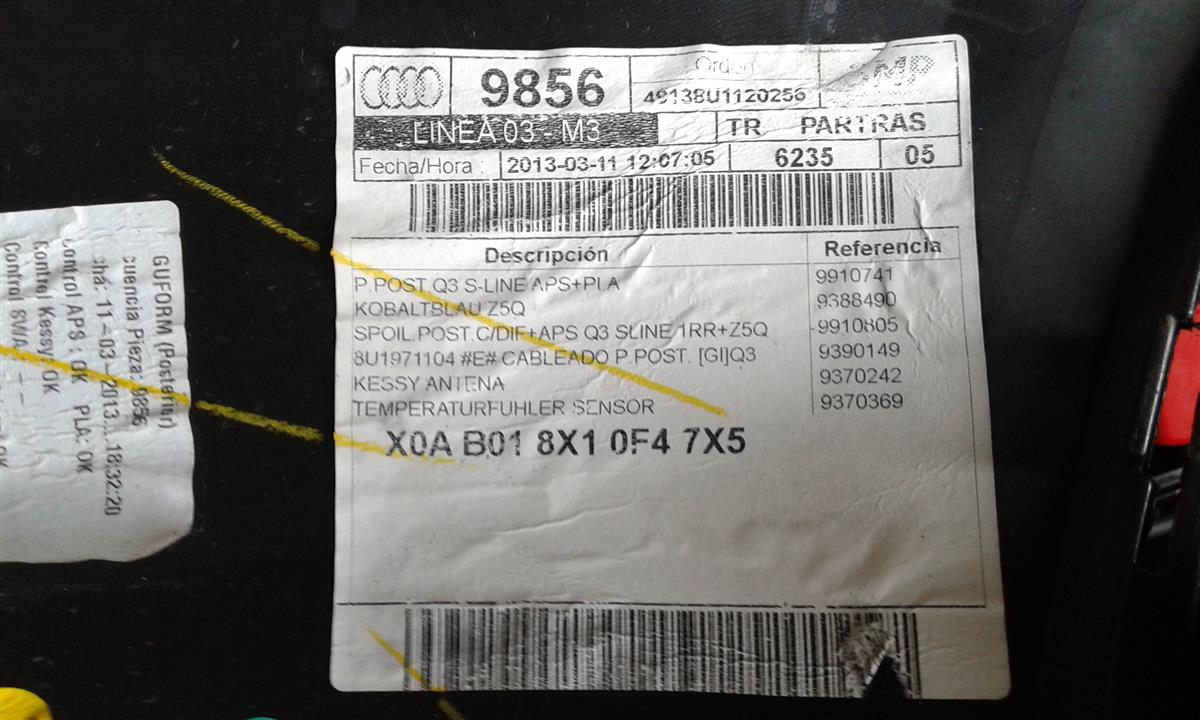 9856
Orden
49138U1120256
SMP
LINEA 03 - M3
TR PARTRAS
Fecha/Hora :
2013-03-11 12:07:05
6235
05
Descripción
Referencia
P.POST.Q3 S-LINE APS+PLA
9910741
KOBALTBLAU Z5Q
9388490
SPOIL.POST.C/DIF+APS Q3 SLINE 1RR+Z5Q
9910805
8U1971104 #E# CABLEADO P.POST. [GI]Q3
9390149
KESSY ANTENA
9370242
TEMPERATURFUHLER SENSOR
9370369
X0A B01 8X1 0F4 7X5
GUFORM (Posterior)
cuencia Pieza: 9856
cha: 11-03-2013...18:32:20
ontrol APS : OK PLA: OK
Control Kessy: OK
Control SWA: --
OK